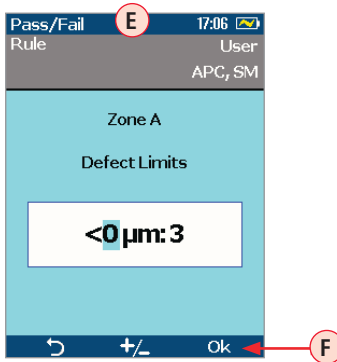 Pass/Fail E 17:06
Rule User
APC, SM
Zone A
Defect Limits
<0 µm: 3
+/- Ok F